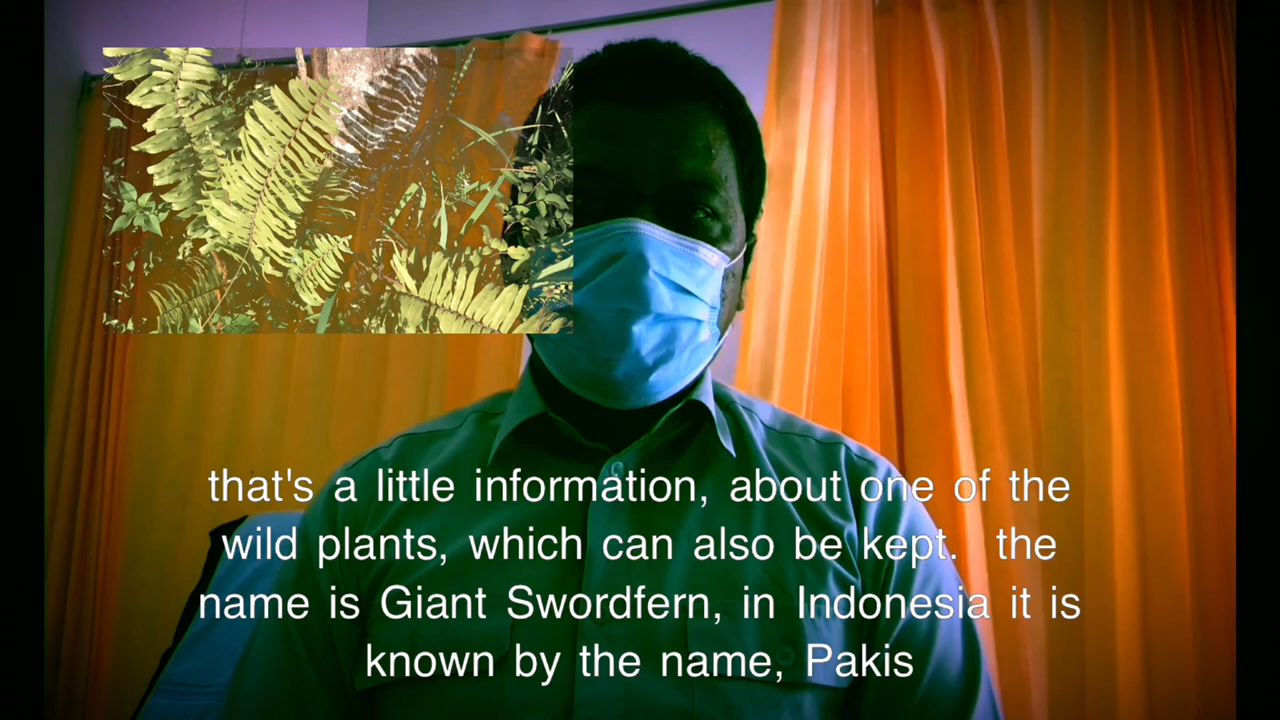 that's a little information, about one of the
wild plants, which can also be kept.  the
name is Giant Swordfern, in Indonesia it is
known by the name, Pakis